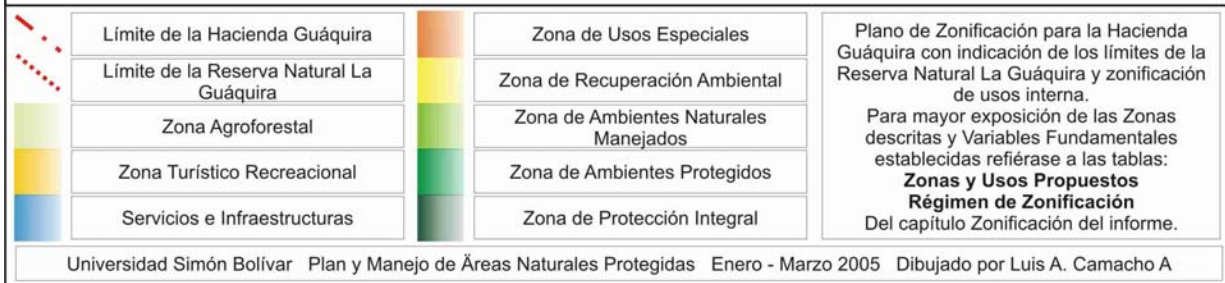 Límite de la Hacienda Guáquira
Límite de la Reserva Natural La
Guáquira
Zona Agroforestal
Zona Turístico Recreacional
Servicios e Infraestructuras
Zona de Usos Especiales
Zona de Recuperación Ambiental
Zona de Ambientes Naturales
Manejados
Zona de Ambientes Protegidos
Zona de Protección Integral
Plano de Zonificación para la Hacienda
Guáquira con indicación de los límites de la
Reserva Natural La Guáquira y zonificación
de usos interna.
Para mayor exposición de las Zonas
descritas y Variables Fundamentales
establecidas refiérase a las tablas:
Zonas y Usos Propuestos
Régimen de Zonificación
Del capítulo Zonificación del informe.
Universidad Simón Bolívar Plan y Manejo de Äreas Naturales Protegidas Enero - Marzo 2005 Dibujado por Luis A. Camacho A